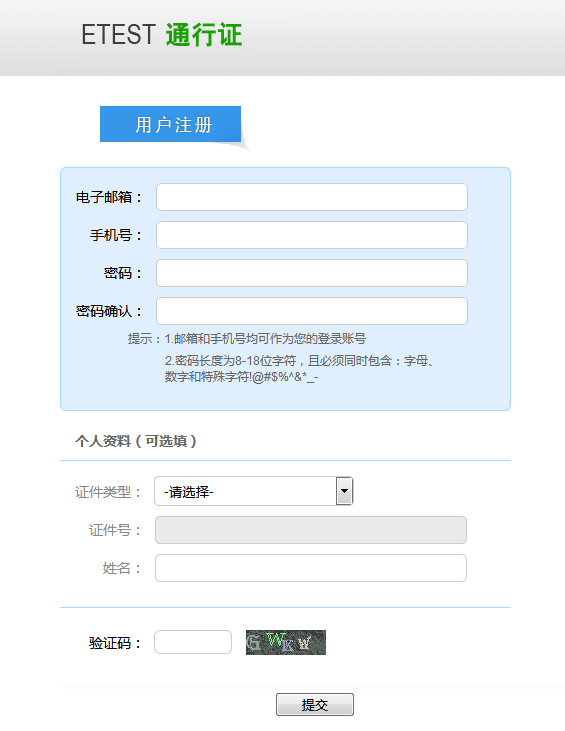 ETEST 通行证
用户注册
电子邮箱：
手机号：
密码：
密码确认：
提示：1.邮箱和手机号均可作为您的登录账号
2.密码长度为8-18位字符，且必须同时包含：字母、
数字和特殊字符!@#$%^&*_-
个人资料（可选填）
证件类型： -请选择-
证件号：
姓名：
验证码： GWKW
提交